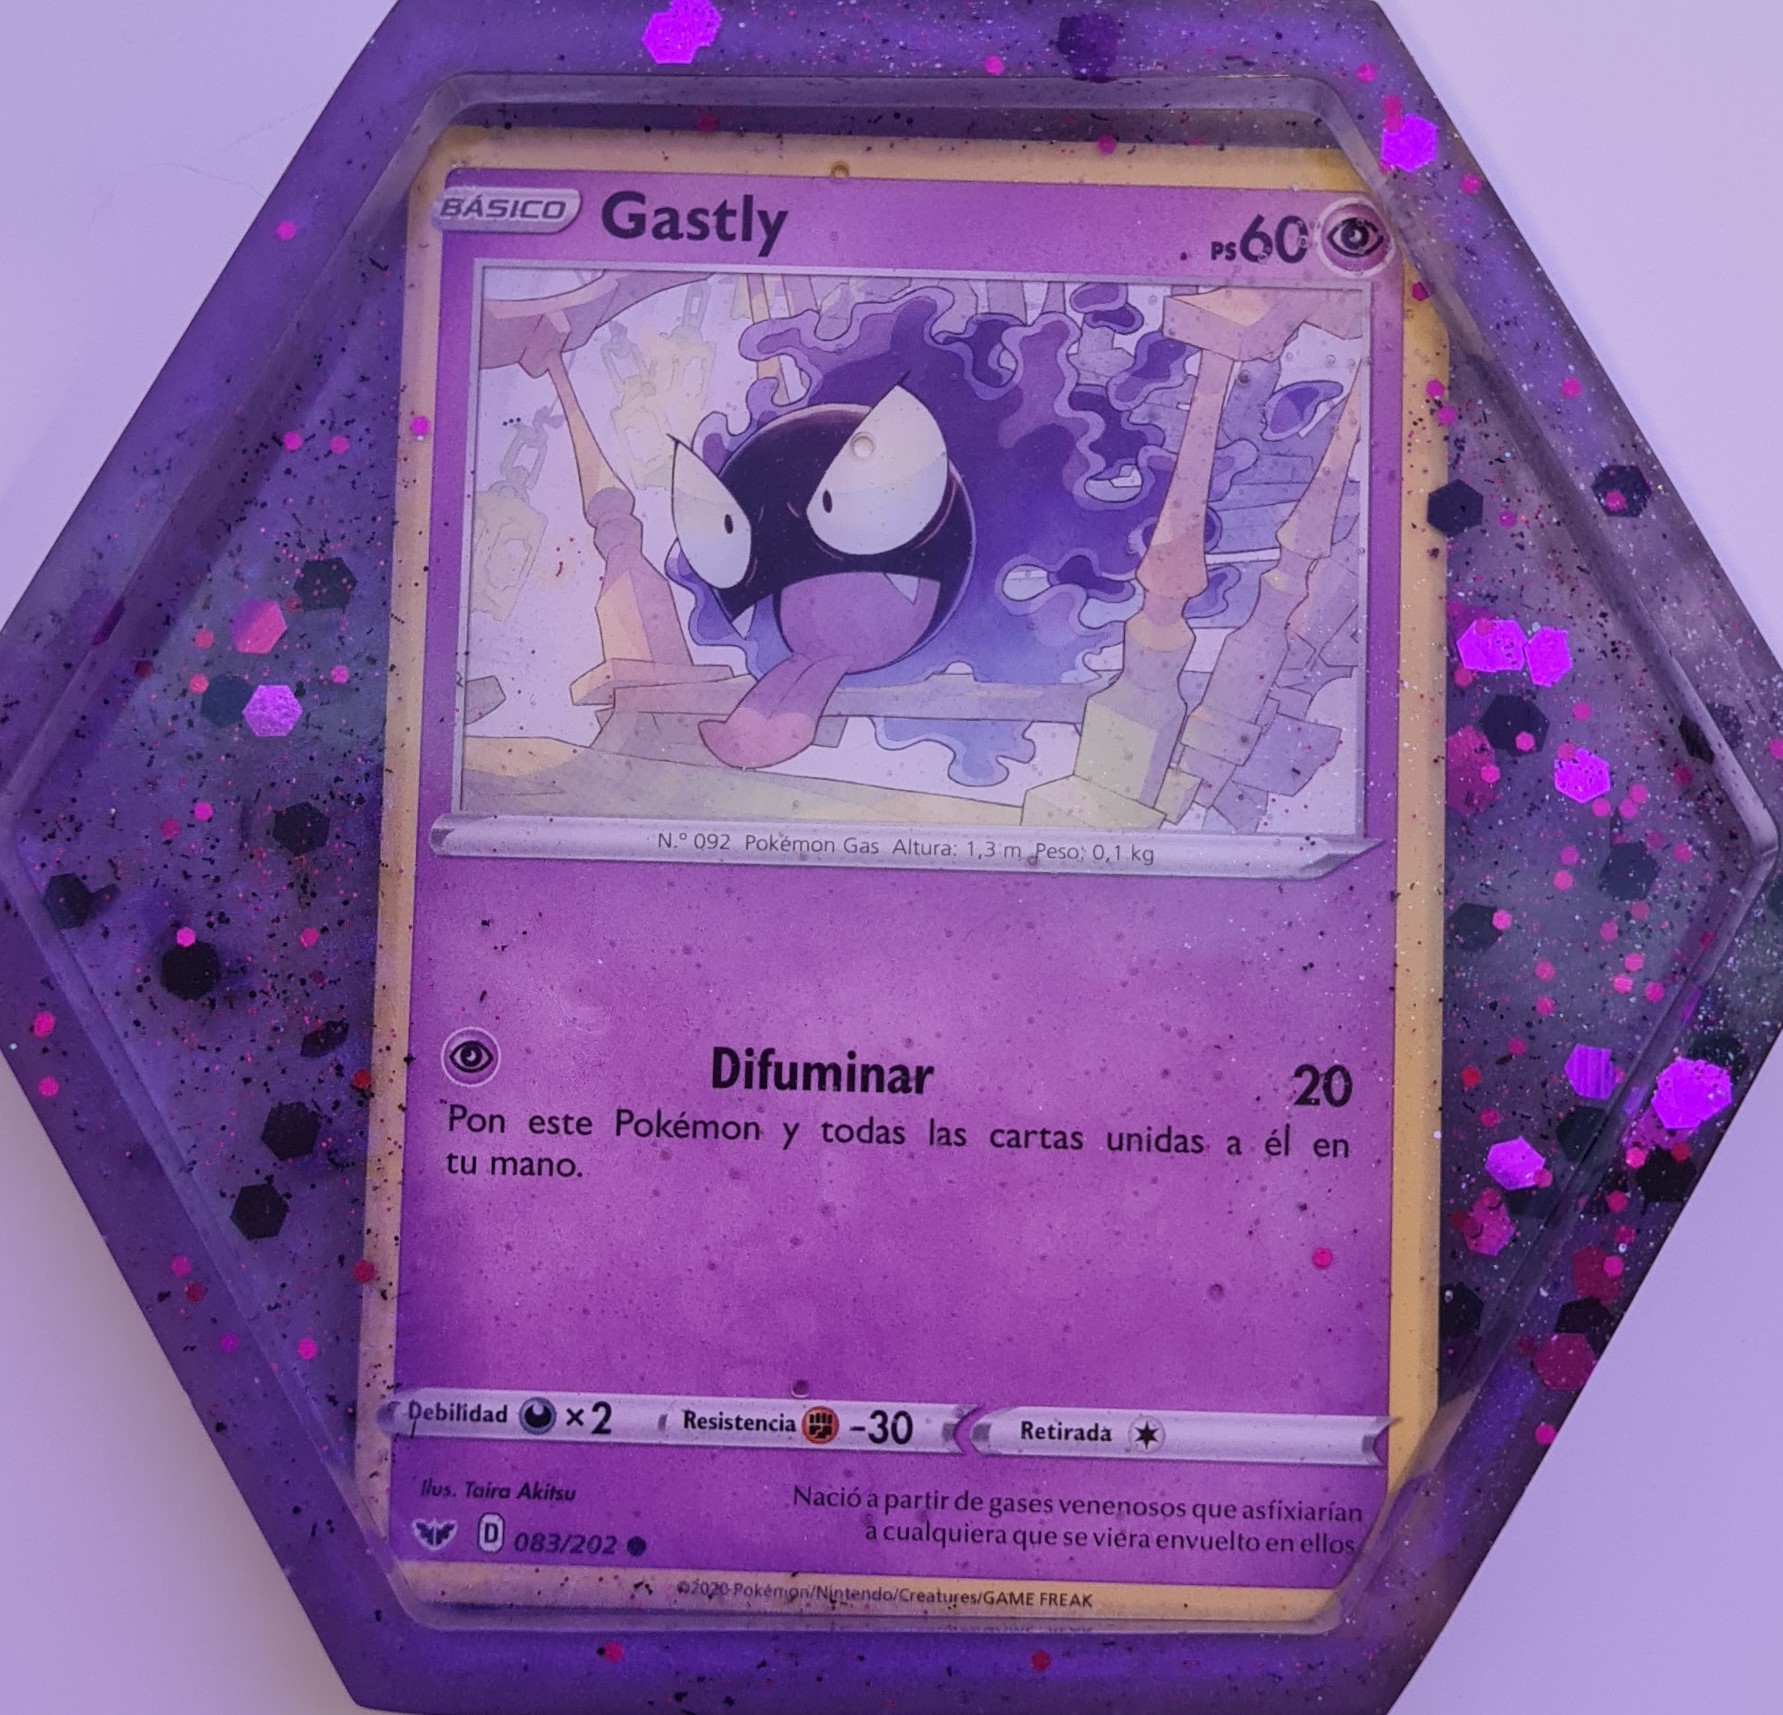 BÁSICO Gastly PS60
N.º 092 Pokémon Gas Altura: 1,3 m Peso: 0,1 kg
Difuminar 20
Pon este Pokémon y todas las cartas unidas a él en
tu mano.
Debilidad ×2 Resistencia -30 Retirada
Ilus. Taira Akitsu
Nació a partir de gases venenosos que asfixiarían
a cualquiera que se viera envuelto en ellos.
D 083/202
©2020 Pokémon/Nintendo/Creatures/GAME FREAK